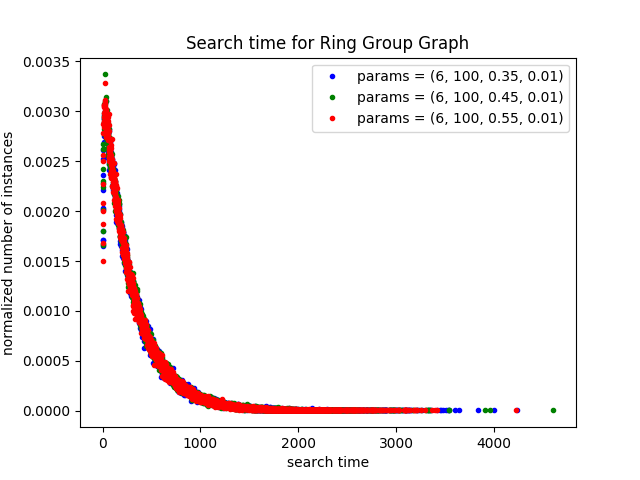 Search time for Ring Group Graph
params = (6, 100, 0.35, 0.01)
params = (6, 100, 0.45, 0.01)
params = (6, 100, 0.55, 0.01)
normalized number of instances
0.0035
0.0030
0.0025
0.0020
0.0015
0.0010
0.0005
0.0000
0 1000 2000 3000 4000
search time